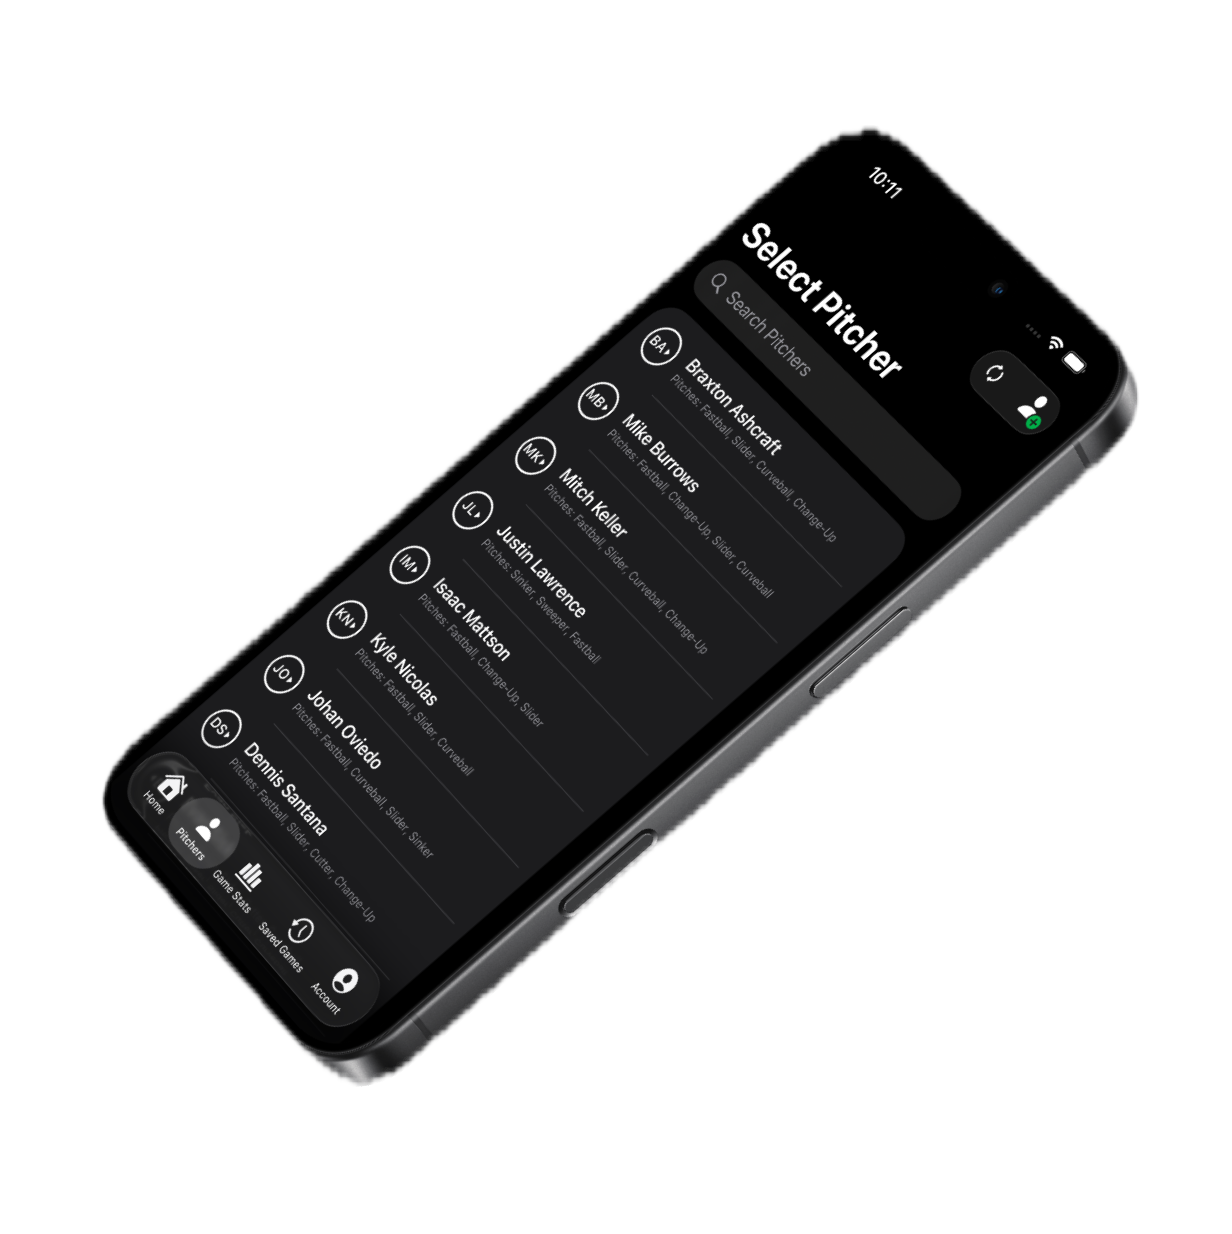 10:11
Select Pitcher
Search Pitchers
BA
Braxton Ashcraft
Pitches: Fastball, Slider, Curveball, Change-Up
MB
Mike Burrows
Pitches: Fastball, Change-Up, Slider, Curveball
MK
Mitch Keller
Pitches: Fastball, Slider, Curveball, Change-Up
JL
Justin Lawrence
Pitches: Sinker, Sweeper, Fastball
IM
Isaac Mattson
Pitches: Fastball, Change-Up, Slider
KN
Kyle Nicolas
Pitches: Fastball, Slider, Curveball
JO
Johan Oviedo
Pitches: Fastball, Curveball, Slider, Sinker
DS
Dennis Santana
Pitches: Fastball, Slider, Cutter, Change-Up
Home
Pitchers
Game Stats
Saved Games
Account